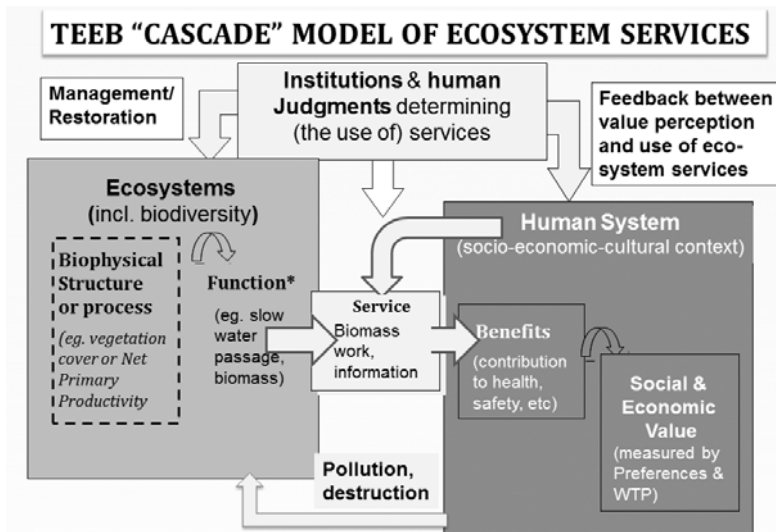 TEEB “CASCADE” MODEL OF ECOSYSTEM SERVICES
Management/
Restoration
Institutions & human
Judgments determining
(the use of) services
Feedback between
value perception
and use of eco-
system services
Ecosystems
(incl. biodiversity)
Biophysical
Structure
or process
(eg. vegetation
cover or Net
Primary
Productivity
Function*
(eg. slow
water
passage,
biomass)
Service
Biomass
work,
information
Human System
(socio-economic-cultural context)
Benefits
(contribution
to health,
safety, etc)
Social &
Economic
Value
(measured by
Preferences &
WTP)
Pollution,
destruction